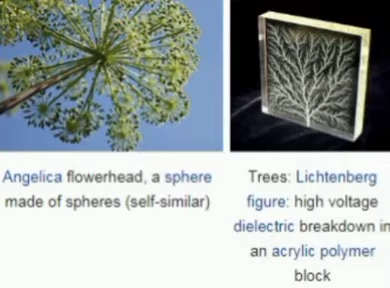 Angelica flowerhead, a sphere
made of spheres (self-similar)
Trees: Lichtenberg
figure: high voltage
dielectric breakdown in
an acrylic polymer
block